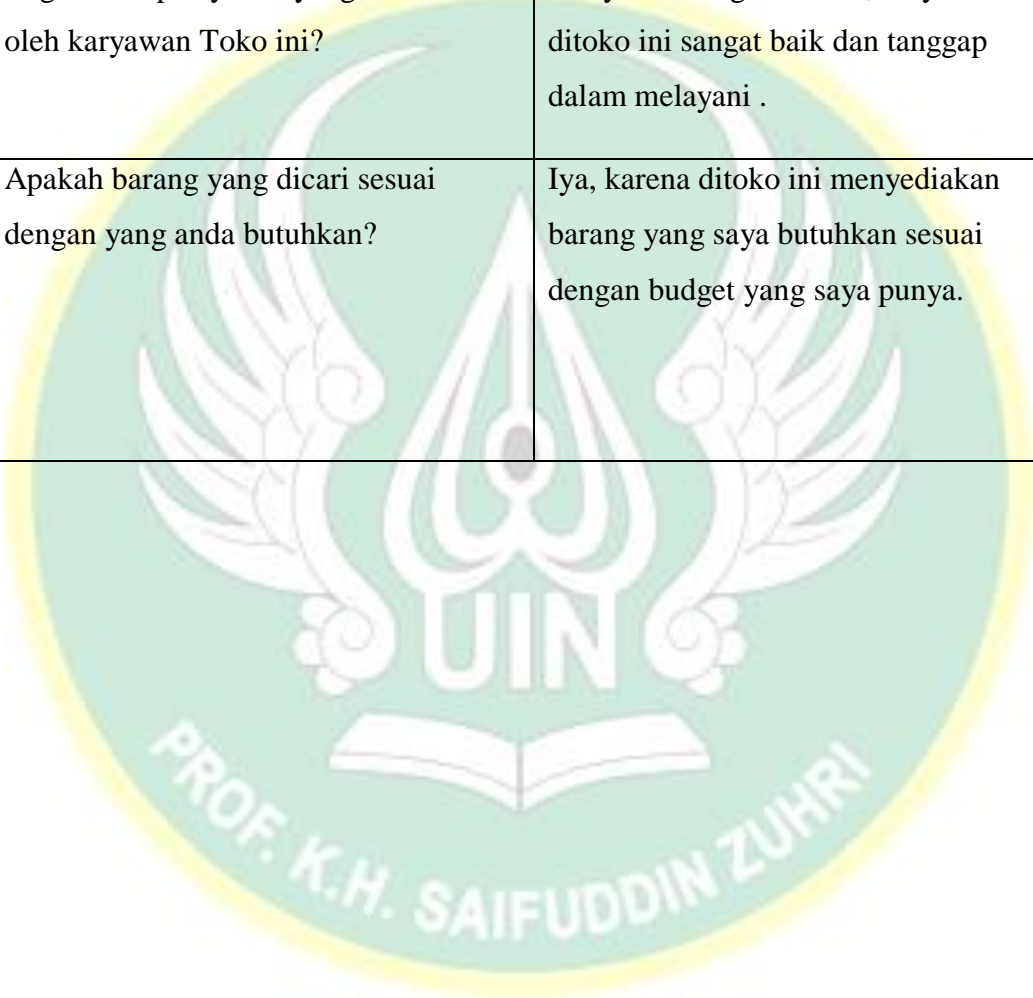 oleh karyawan Toko ini?
ditoko ini sangat baik dan tanggap
dalam melayani .
Apakah barang yang dicari sesuai
dengan yang anda butuhkan?
Iya, karena ditoko ini menyediakan
barang yang saya butuhkan sesuai
dengan budget yang saya punya.
UIN
PROF. K.H. SAIFUDDIN ZUHRI